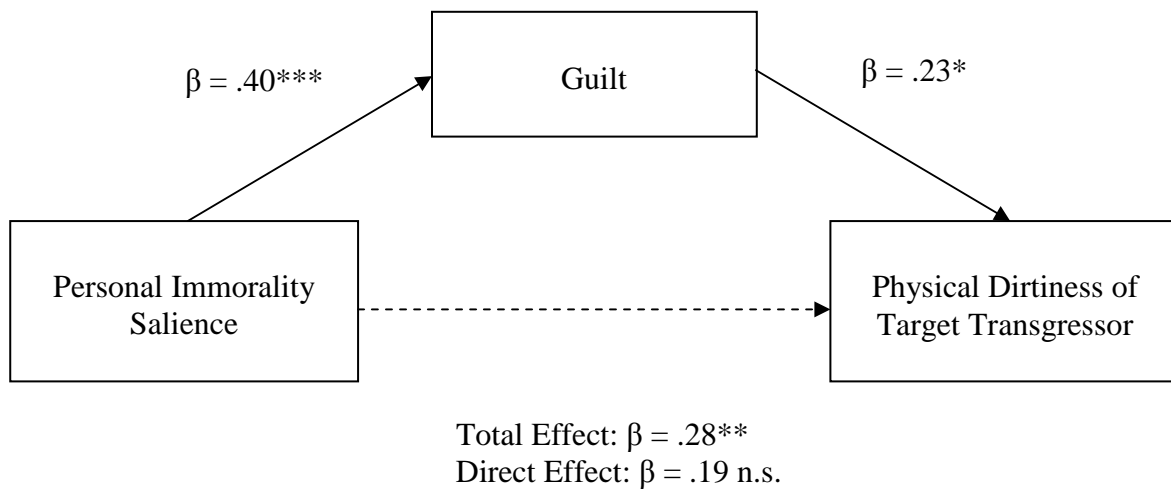 Guilt
β = .40***
β = .23*
Personal Immorality
Salience
Physical Dirtiness of
Target Transgressor
Total Effect: β = .28**
Direct Effect: β = .19 n.s.